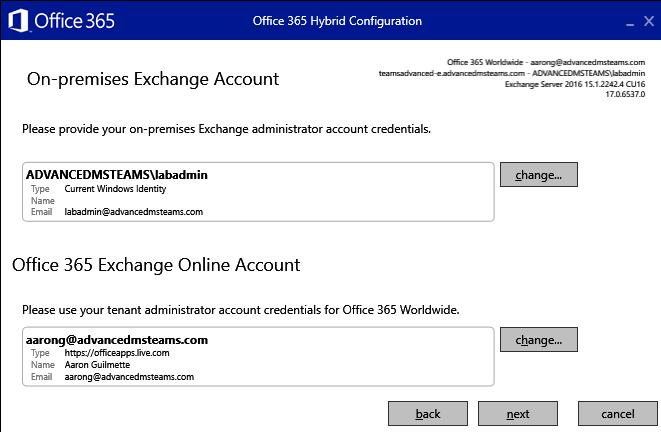 Office 365
Office 365 Hybrid Configuration
Office 365 Worldwide - aarong@advancedmsteams.com
teamsadvanced-e.advancedmsteams.com - ADVANCEDMSTEAMS\labadmin
Exchange Server 2016 15.1.2242.4 CU16
17.0.6537.0
On-premises Exchange Account
Please provide your on-premises Exchange administrator account credentials.
ADVANCEDMSTEAMS\labadmin
change...
Type Current Windows Identity
Name
Email labadmin@advancedmsteams.com
Office 365 Exchange Online Account
Please use your tenant administrator account credentials for Office 365 Worldwide.
aarong@advancedmsteams.com
change...
Type https://officeapps.live.com
Name Aaron Guilmette
Email aarong@advancedmsteams.com
back next cancel